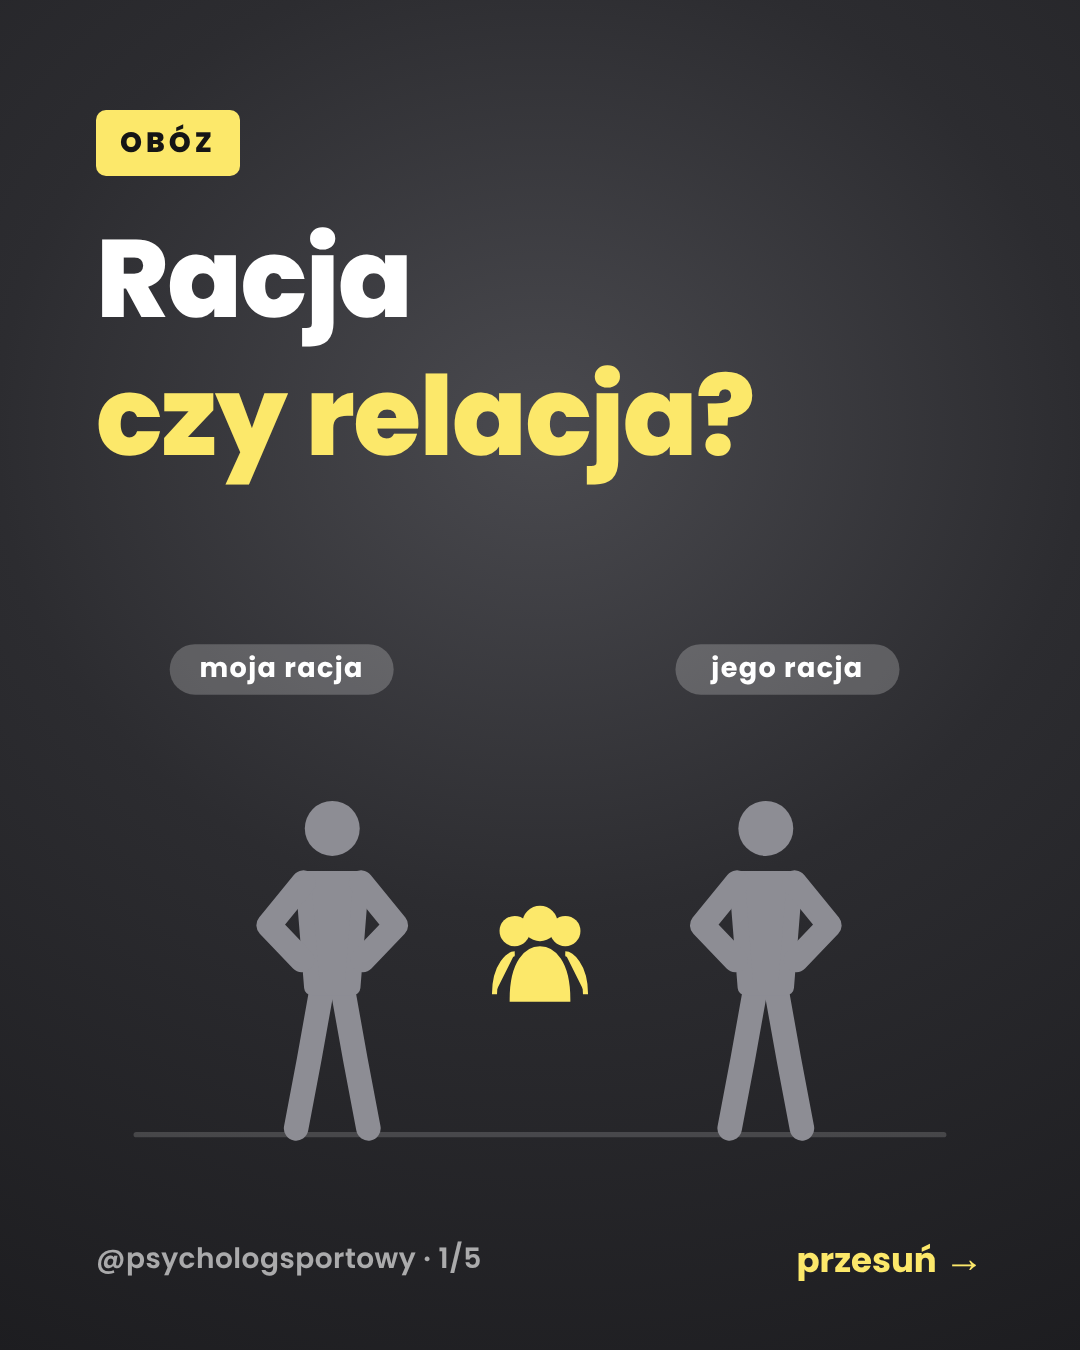 OBÓZ
Racja
czy relacja?
moja racja
jego racja
@psychologsportowy · 1/5
przesuń →